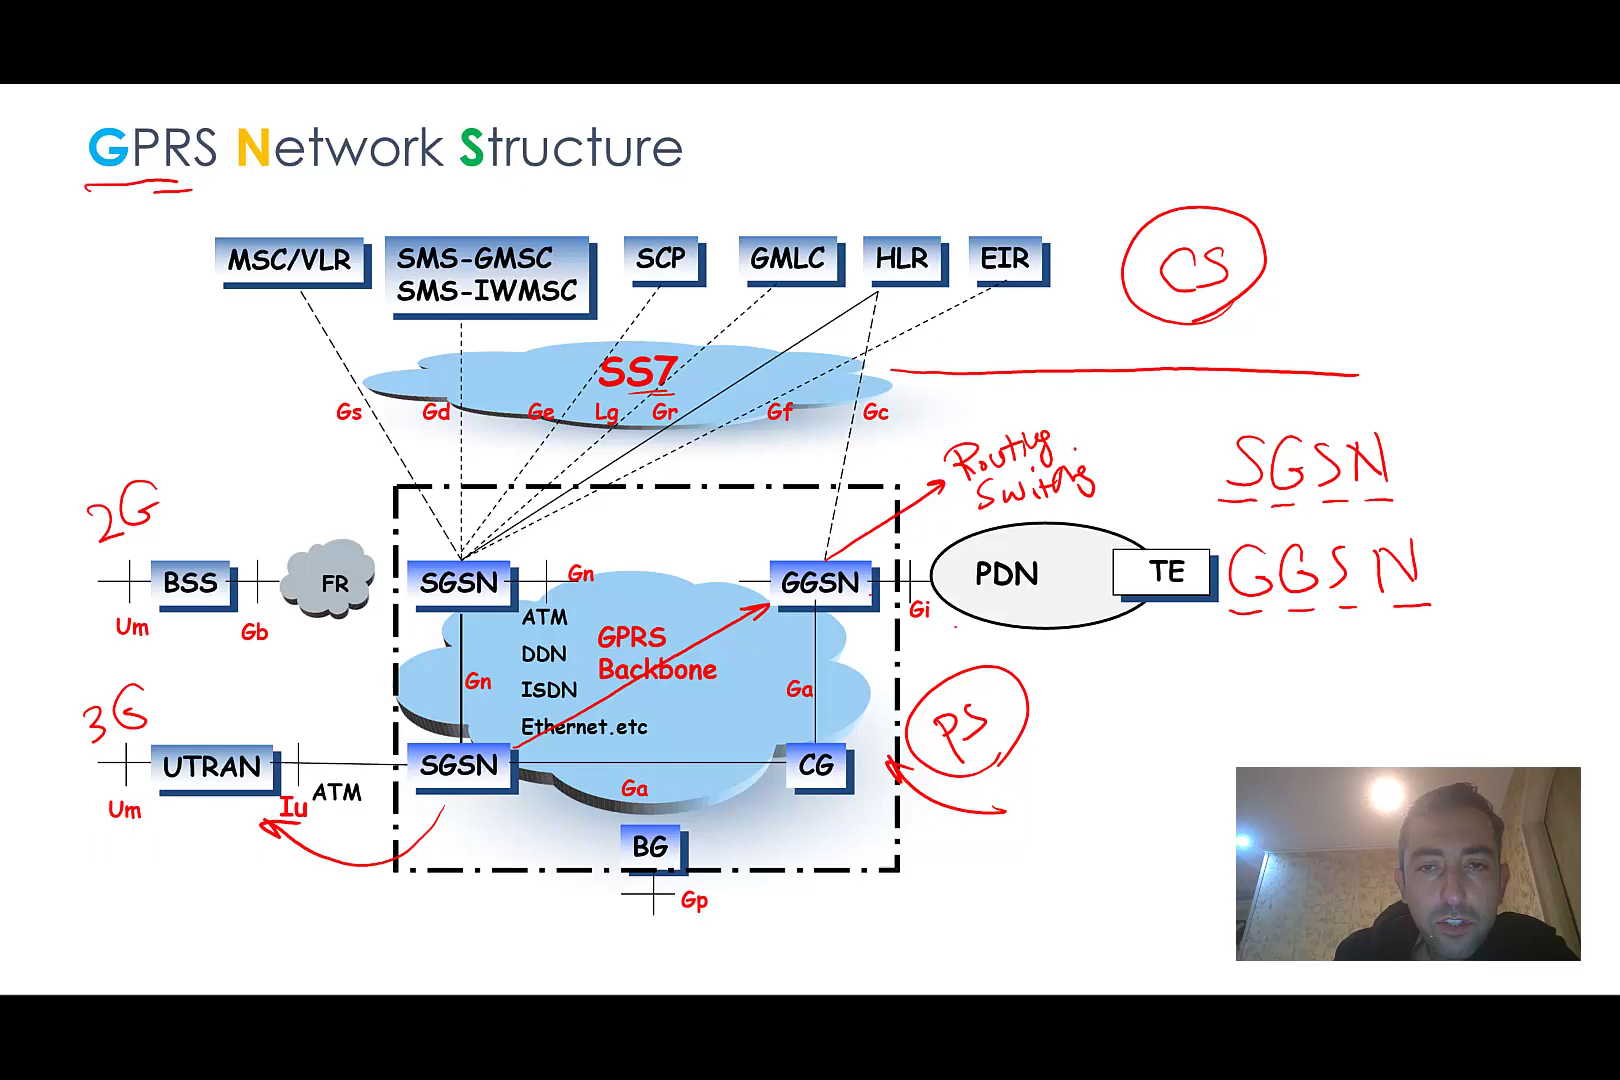 GPRS Network Structure
MSC/VLR
SMS-GMSC
SMS-IWMSC
SCP
GMLC
HLR
EIR
CS
SS7
Gs
Gd
Ge
Lg
Gr
Gf
Gc
Routing
Switching
SGSN
GGSN
2G
BSS
Um
Gb
FR
SGSN
Gn
GGSN
Gi
PDN
TE
ATM
DDN
ISDN
Ethernet.etc
GPRS
Backbone
Gn
Ga
PS
3G
UTRAN
Um
Iu
ATM
SGSN
Ga
CG
BG
Gp